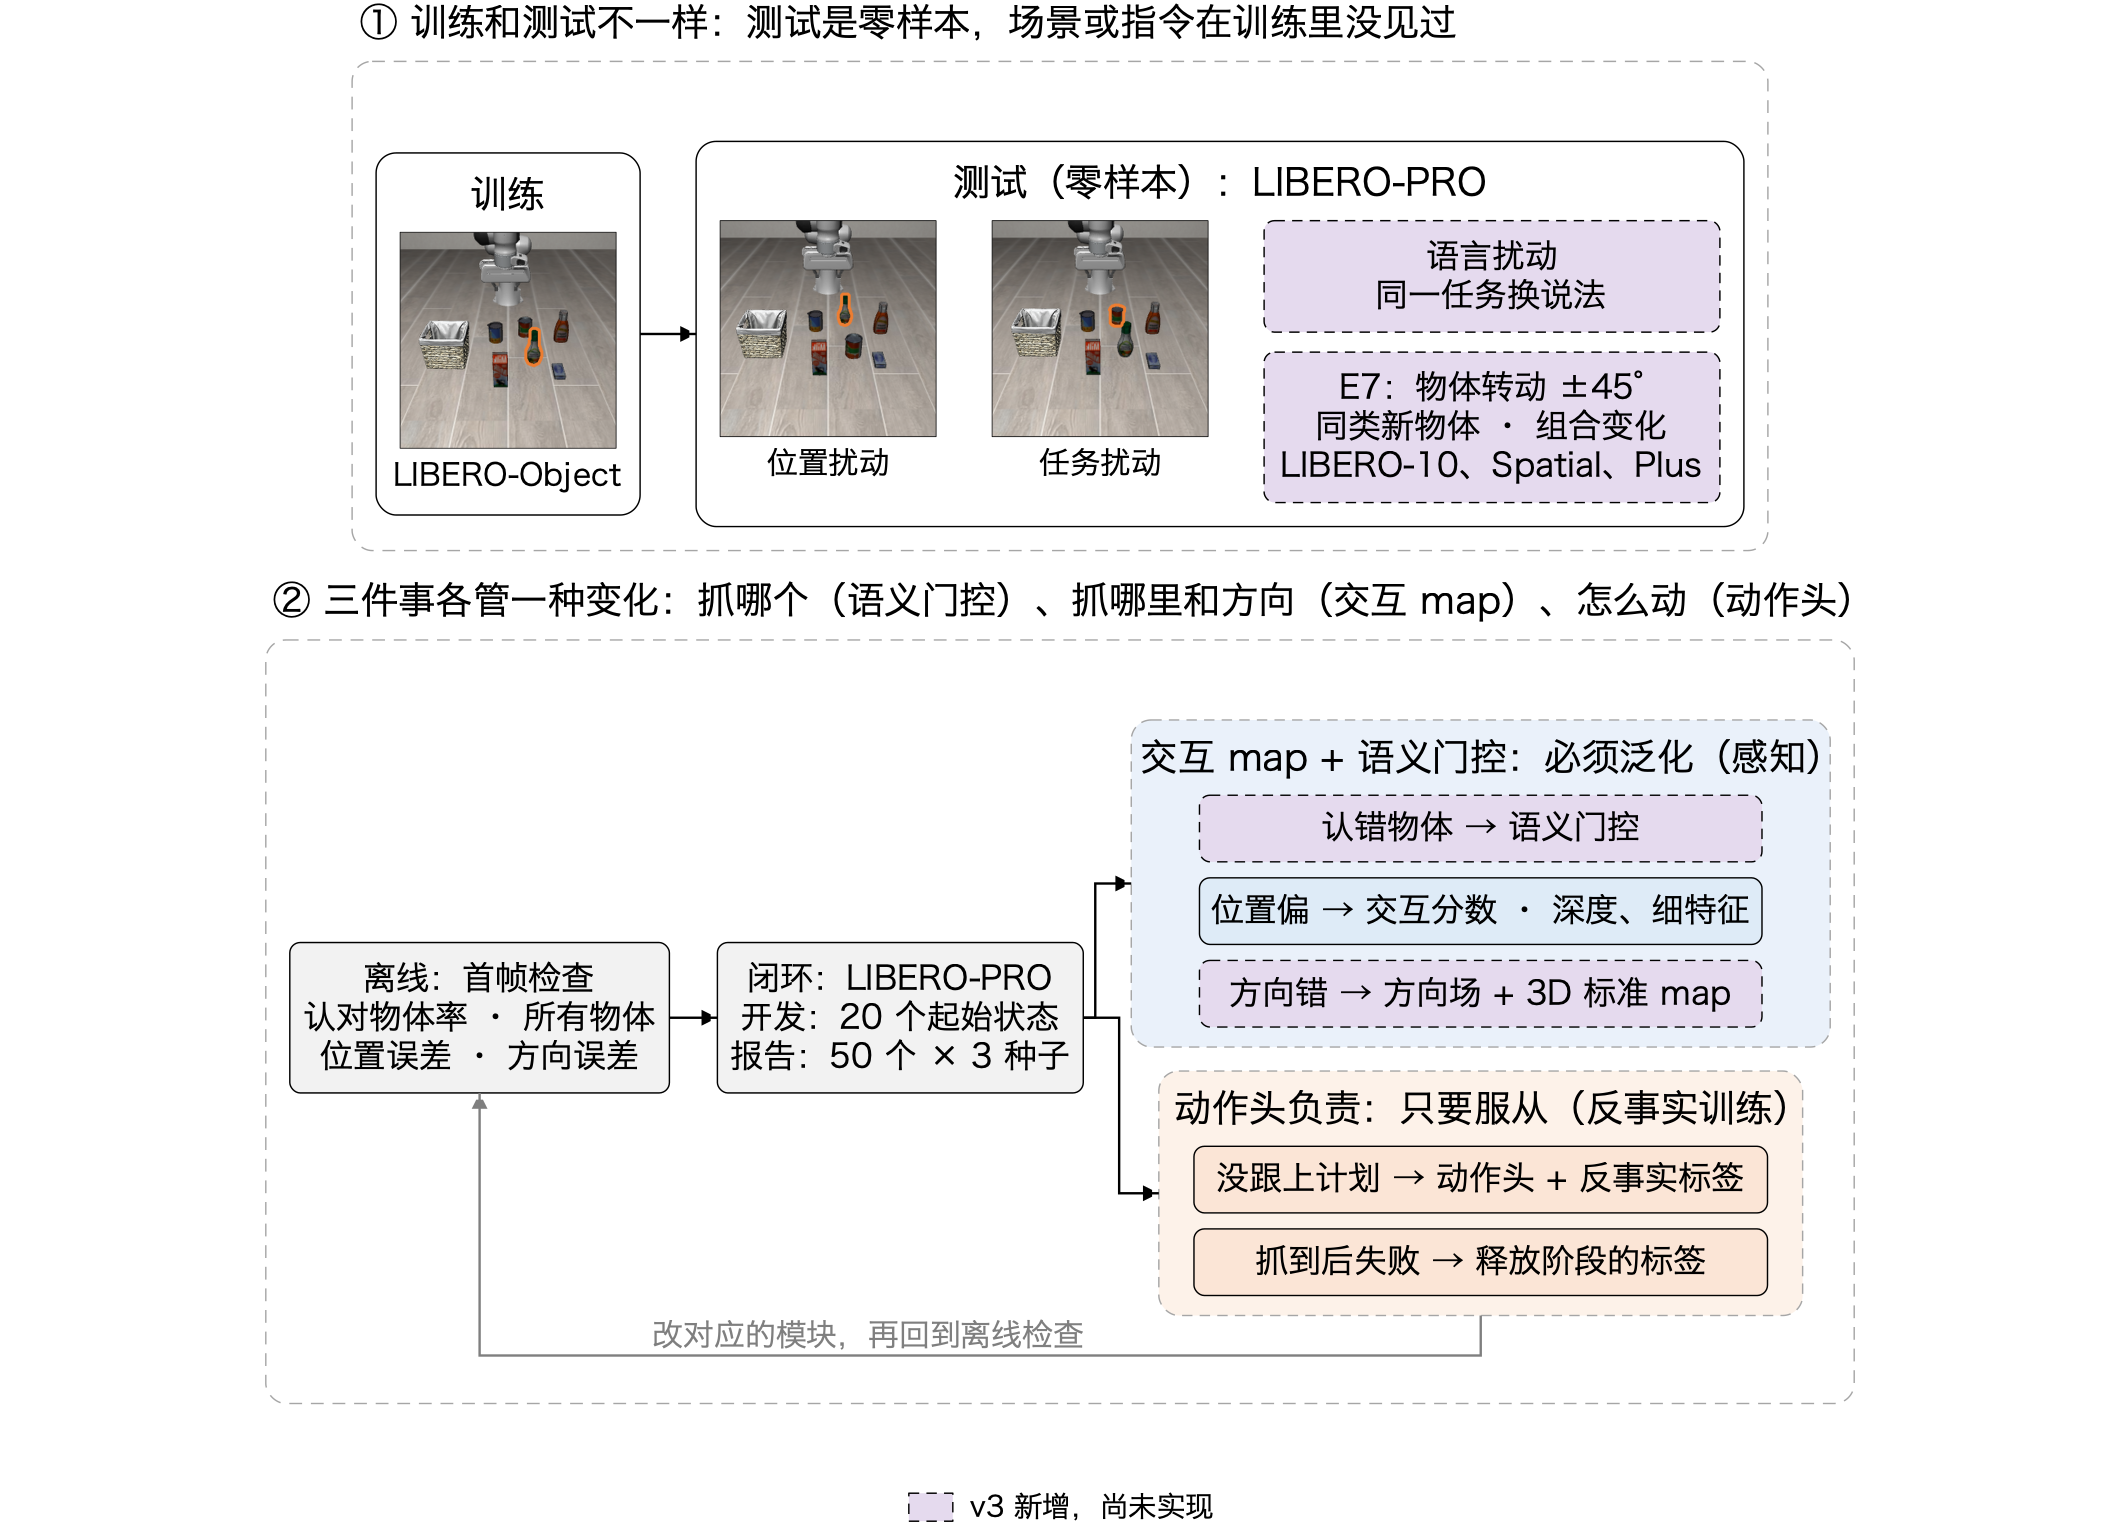 ① 训练和测试不一样：测试是零样本，场景或指令在训练里没见过
训练
LIBERO-Object
测试（零样本）：LIBERO-PRO
位置扰动
任务扰动
语言扰动
同一任务换说法
E7：物体转动 ±45°
同类新物体 · 组合变化
LIBERO-10、Spatial、Plus
② 三件事各管一种变化：抓哪个（语义门控）、抓哪里和方向（交互 map）、怎么动（动作头）
离线：首帧检查
认对物体率 · 所有物体
位置误差 · 方向误差
闭环：LIBERO-PRO
开发：20 个起始状态
报告：50 个 × 3 种子
交互 map + 语义门控：必须泛化（感知）
认错物体 → 语义门控
位置偏 → 交互分数 · 深度、细特征
方向错 → 方向场 + 3D 标准 map
动作头负责：只要服从（反事实训练）
没跟上计划 → 动作头 + 反事实标签
抓到后失败 → 释放阶段的标签
改对应的模块，再回到离线检查
v3 新增，尚未实现